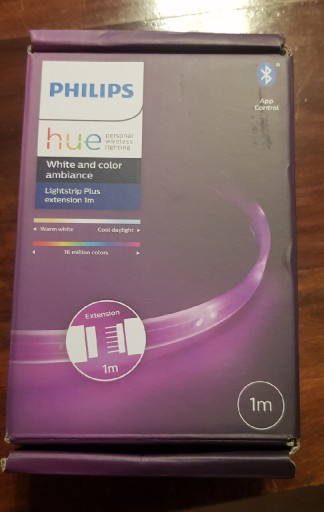 PHILIPS
App
Control
hue personal
wireless
lighting
White and color
ambiance
Lightstrip Plus
extension 1m
Warm white Cool daylight
16 million colors
Extension
1m
1m